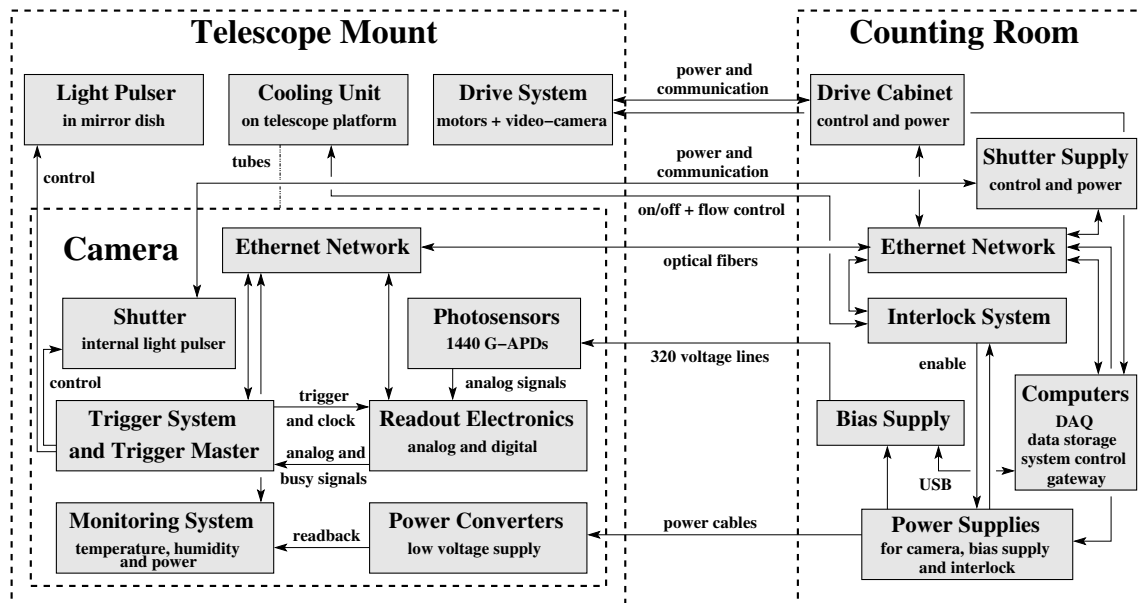 Telescope Mount
Counting Room
Light Pulser
in mirror dish
Cooling Unit
on telescope platform
Drive System
motors + video−camera
power and
communication
Drive Cabinet
control and power
Shutter Supply
control and power
control
tubes
power and
communication
on/off + flow control
Camera
Ethernet Network
optical fibers
Ethernet Network
Shutter
internal light pulser
Photosensors
1440 G−APDs
Interlock System
320 voltage lines
enable
control
analog signals
trigger
and clock
Trigger System
and Trigger Master
Readout Electronics
analog and digital
Bias Supply
Computers
DAQ
data storage
system control
gateway
analog and
busy signals
USB
Monitoring System
temperature, humidity
and power
readback
Power Converters
low voltage supply
power cables
Power Supplies
for camera, bias supply
and interlock